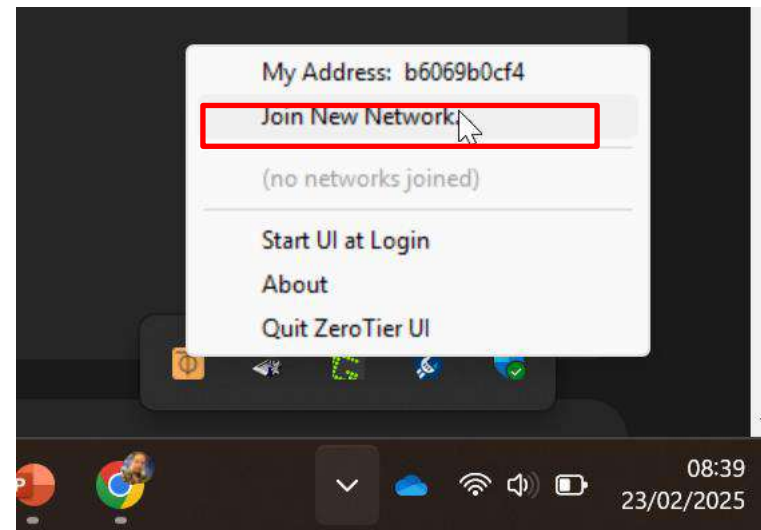 My Address: b6069b0cf4
Join New Network.
(no networks joined)
Start UI at Login
About
Quit ZeroTier UI
08:39
23/02/2025